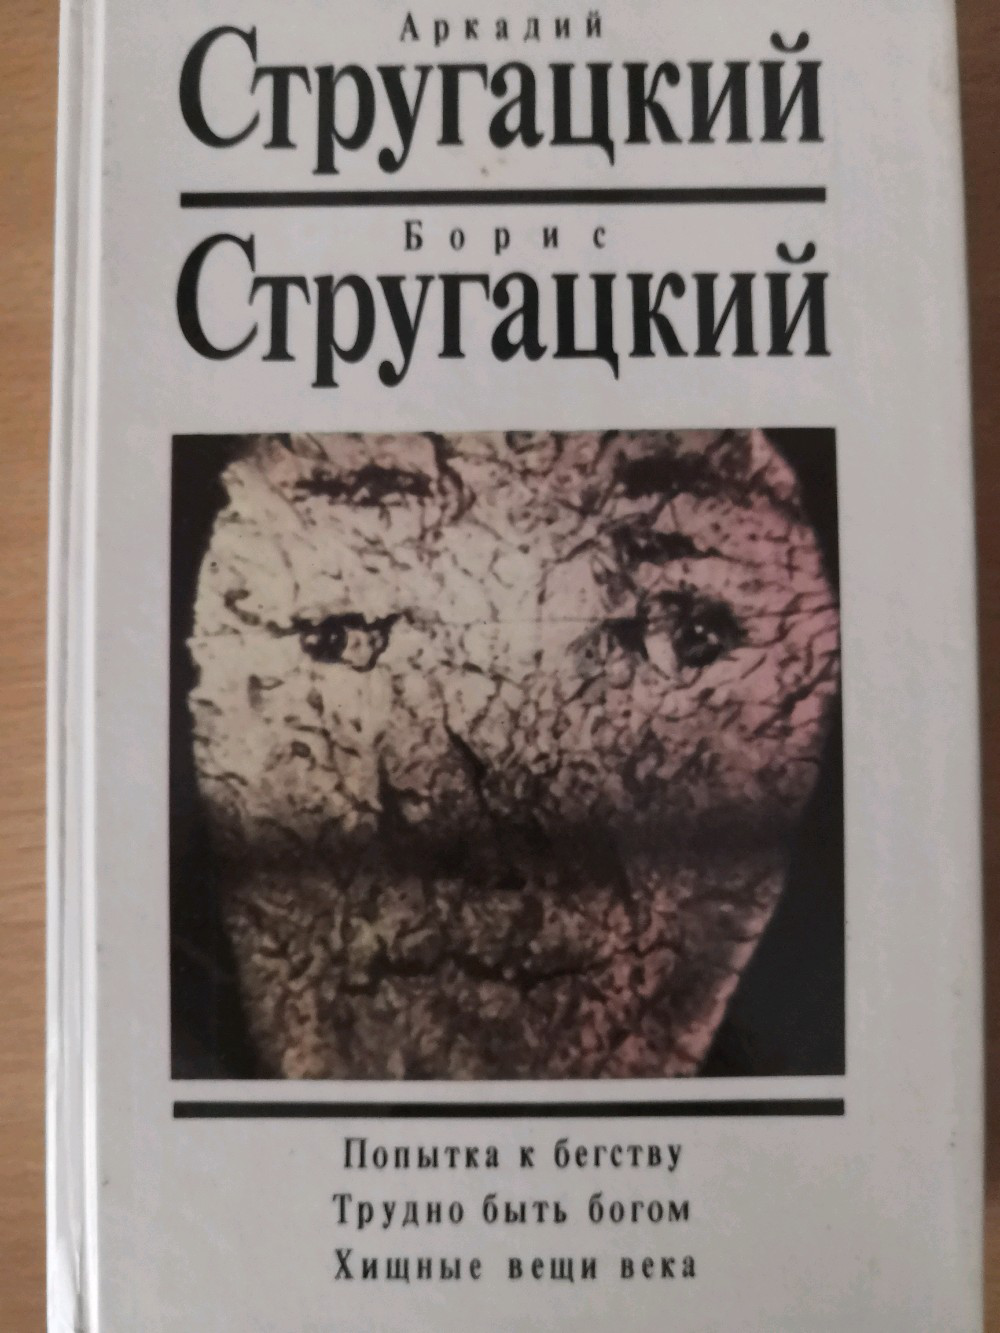 Аркадий
Стругацкий
Борис
Стругацкий
Попытка к бегству
Трудно быть богом
Хищные вещи века